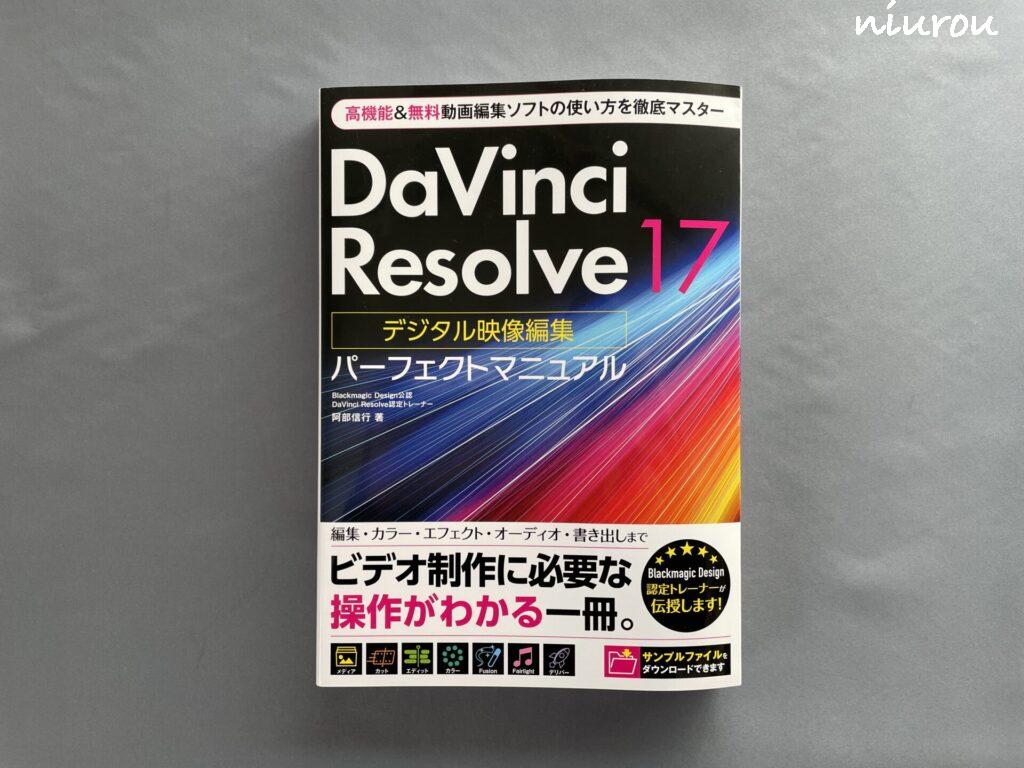 niurou
高機能&無料動画編集ソフトの使い方を徹底マスター
DaVinci
Resolve 17
デジタル映像編集
パーフェクトマニュアル
Blackmagic Design公認
DaVinci Resolve認定トレーナー
阿部信行 著
編集・カラー・エフェクト・オーディオ・書き出しまで
ビデオ制作に必要な
操作がわかる一冊。
Blackmagic Design
認定トレーナーが
伝授します!
メディア カット エディット カラー Fusion Fairlight デリバー
サンプルファイルを
ダウンロードできます